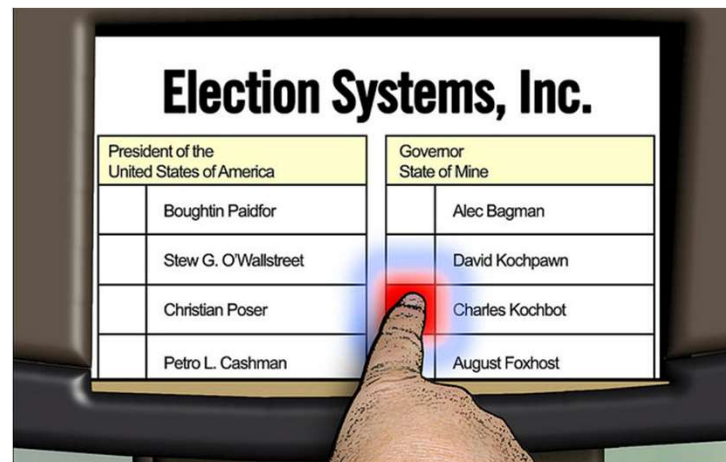 Election Systems, Inc.
President of the
United States of America
Boughtin Paidfor
Stew G. O'Wallstreet
Christian Poser
Petro L. Cashman
Governor
State of Mine
Alec Bagman
David Kochpawn
Charles Kochbot
August Foxhost